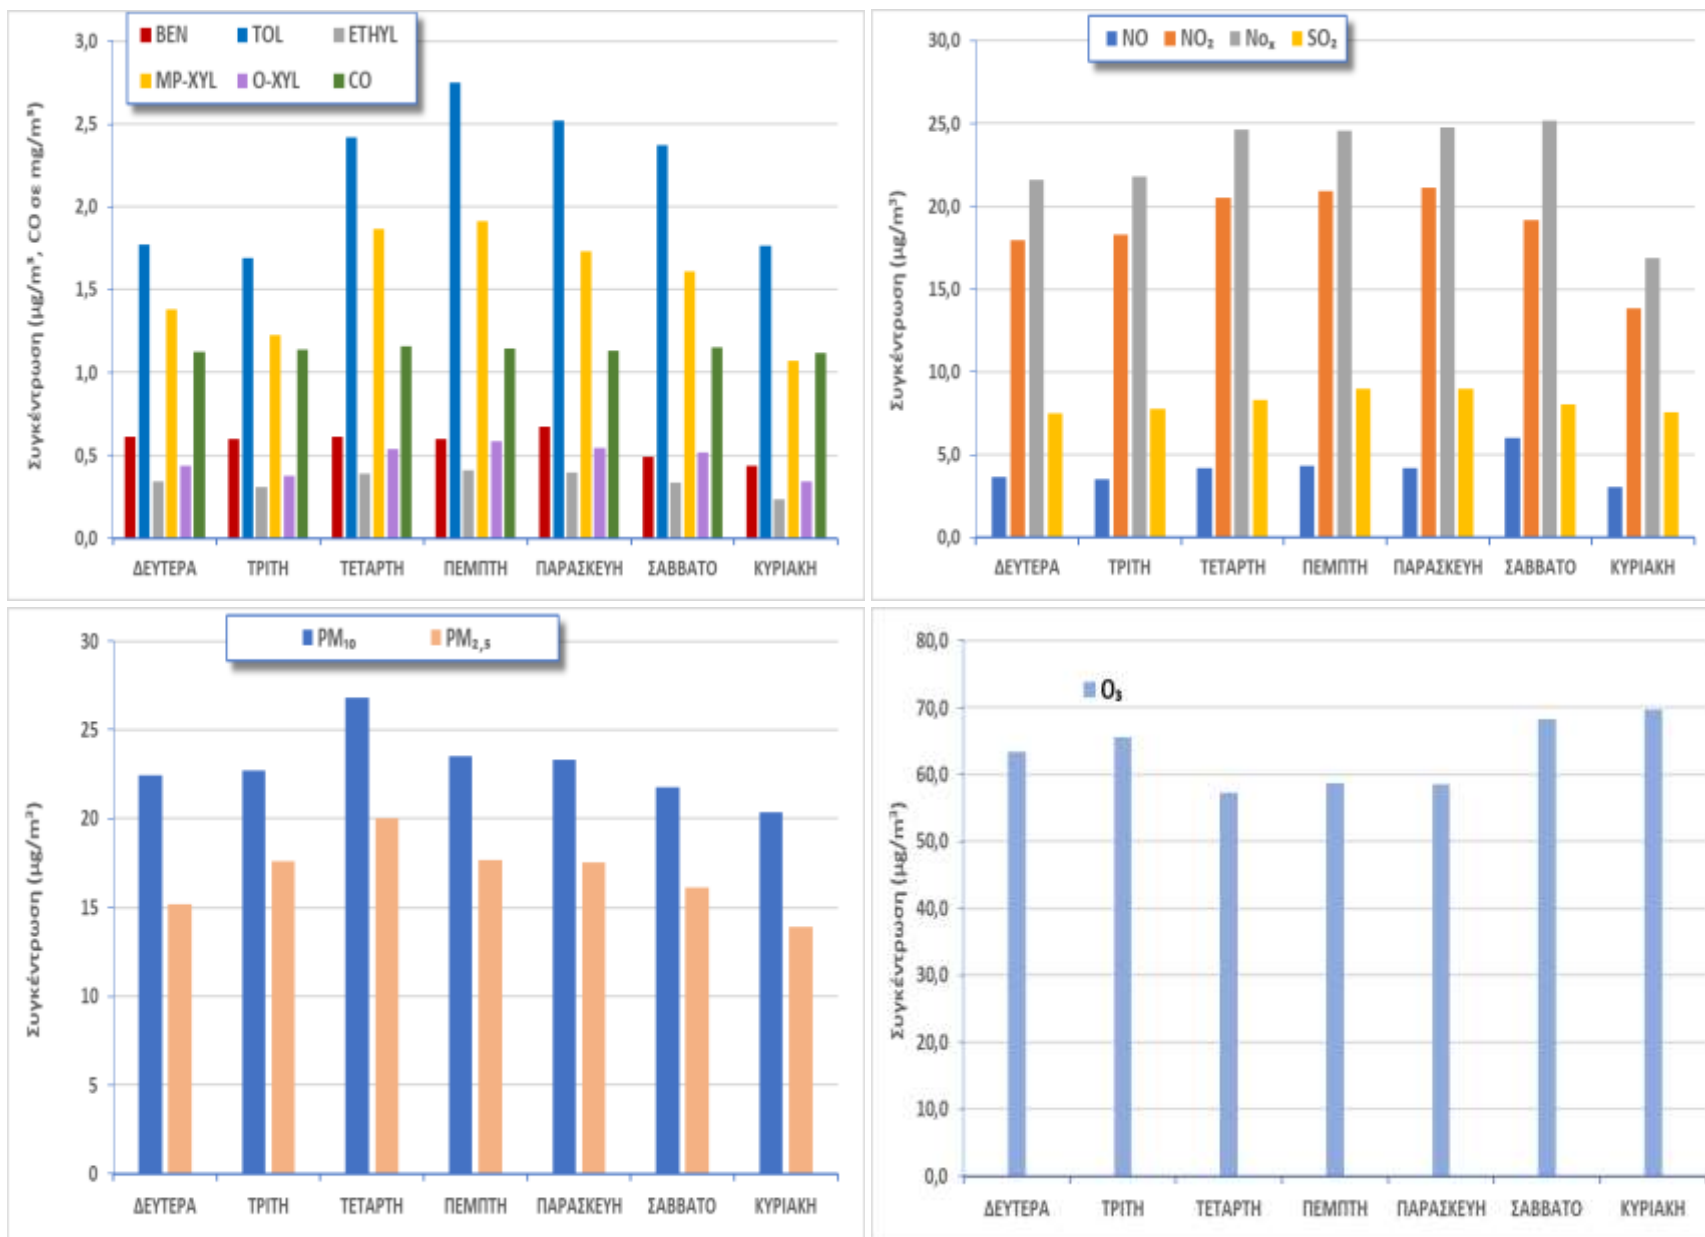 BEN TOL ETHYL
MP-XYL O-XYL CO
Συγκέντρωση (μg/m³, CO σε mg/m³)
3,0
2,5
2,0
1,5
1,0
0,5
0,0
ΔΕΥΤΕΡΑ ΤΡΙΤΗ ΤΕΤΑΡΤΗ ΠΕΜΠΤΗ ΠΑΡΑΣΚΕΥΗ ΣΑΒΒΑΤΟ ΚΥΡΙΑΚΗ
NO NO₂ Noₓ SO₂
Συγκέντρωση (μg/m³)
30,0
25,0
20,0
15,0
10,0
5,0
0,0
ΔΕΥΤΕΡΑ ΤΡΙΤΗ ΤΕΤΑΡΤΗ ΠΕΜΠΤΗ ΠΑΡΑΣΚΕΥΗ ΣΑΒΒΑΤΟ ΚΥΡΙΑΚΗ
PM₁₀ PM₂,₅
Συγκέντρωση (μg/m³)
30
25
20
15
10
5
0
ΔΕΥΤΕΡΑ ΤΡΙΤΗ ΤΕΤΑΡΤΗ ΠΕΜΠΤΗ ΠΑΡΑΣΚΕΥΗ ΣΑΒΒΑΤΟ ΚΥΡΙΑΚΗ
O₃
Συγκέντρωση (μg/m³)
80,0
70,0
60,0
50,0
40,0
30,0
20,0
10,0
0,0
ΔΕΥΤΕΡΑ ΤΡΙΤΗ ΤΕΤΑΡΤΗ ΠΕΜΠΤΗ ΠΑΡΑΣΚΕΥΗ ΣΑΒΒΑΤΟ ΚΥΡΙΑΚΗ